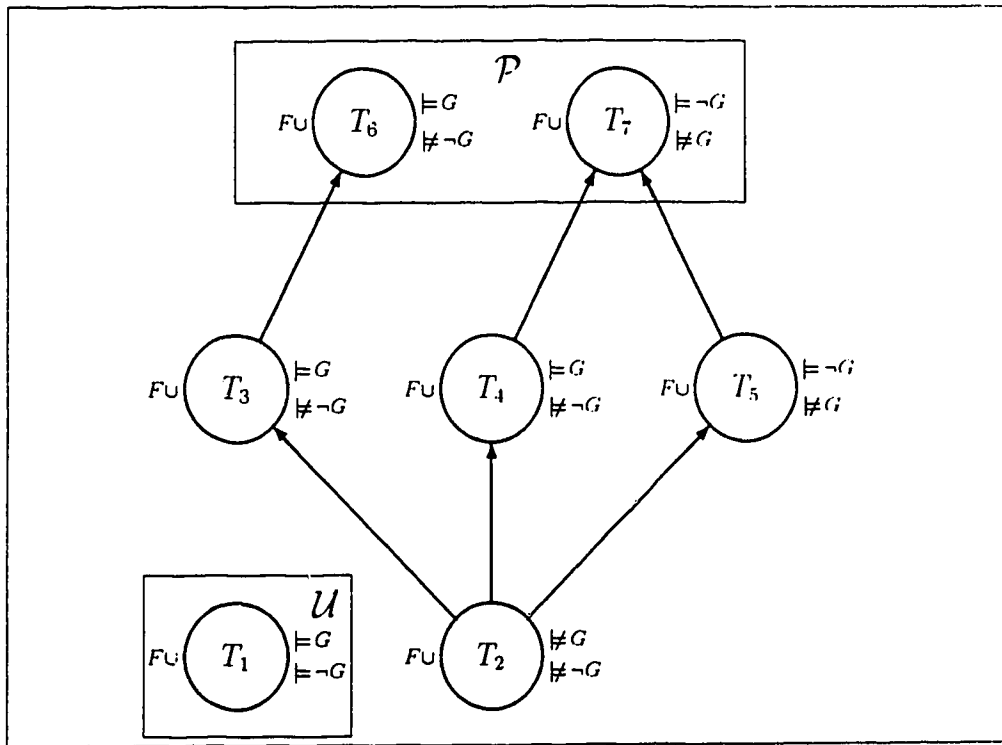 𝒫
F∪ T₆ ⊨G ⊭¬G
F∪ T₇ ⊨¬G ⊭G
F∪ T₃ ⊨G ⊭¬G
F∪ T₄ ⊨G ⊭¬G
F∪ T₅ ⊨¬G ⊭G
𝒰
F∪ T₁ ⊨G ⊨¬G
F∪ T₂ ⊭G ⊭¬G